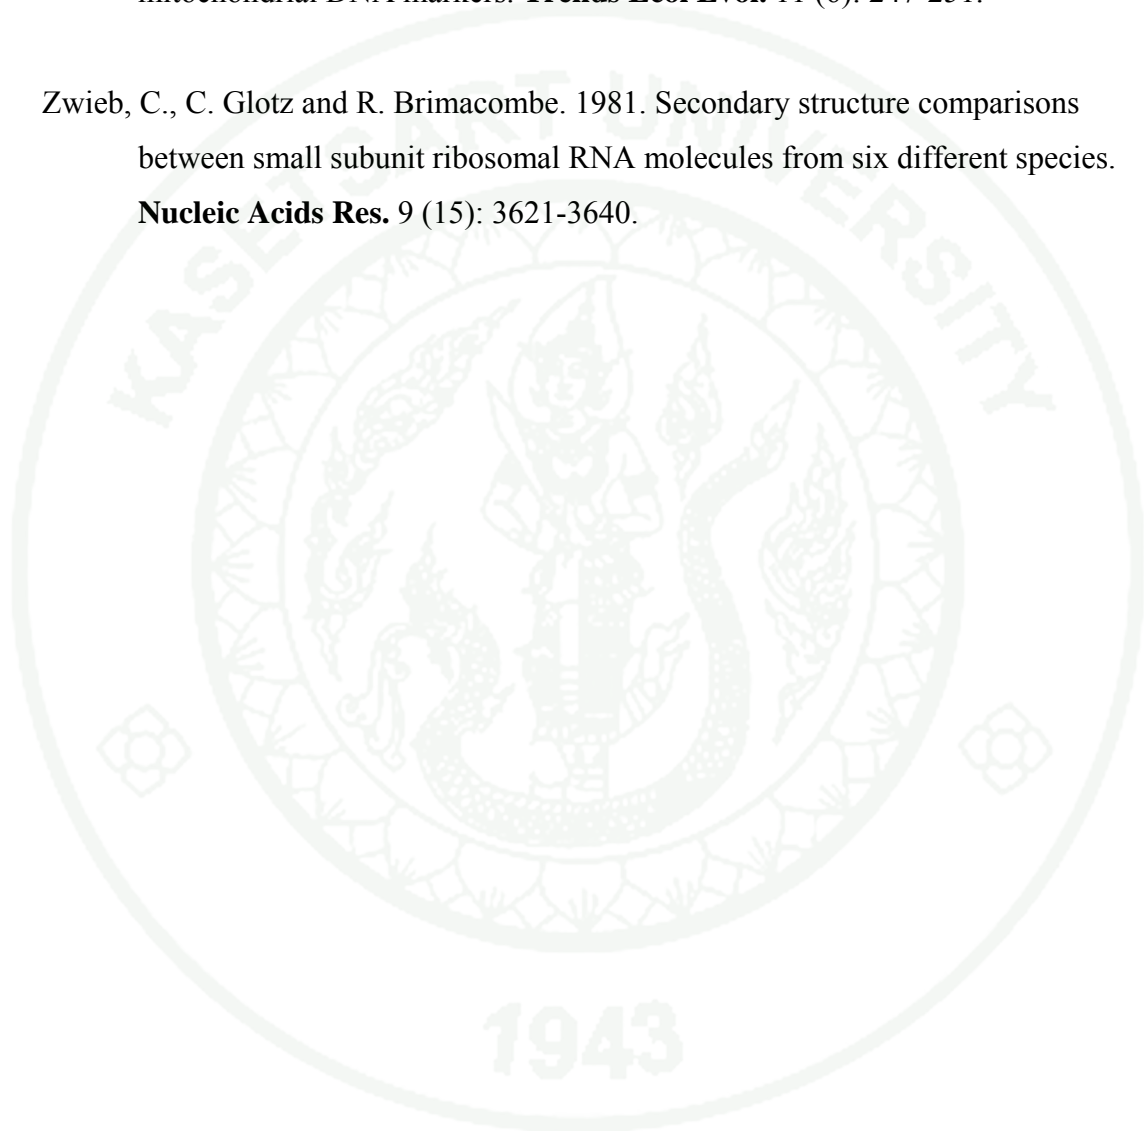 mitochondrial DNA markers. Trends Ecol. Evol. 11 (6): 247-251.
Zwieb, C., C. Glotz and R. Brimacombe. 1981. Secondary structure comparisons
between small subunit ribosomal RNA molecules from six different species.
Nucleic Acids Res. 9 (15): 3621-3640.
KASETSART UNIVERSITY
1943